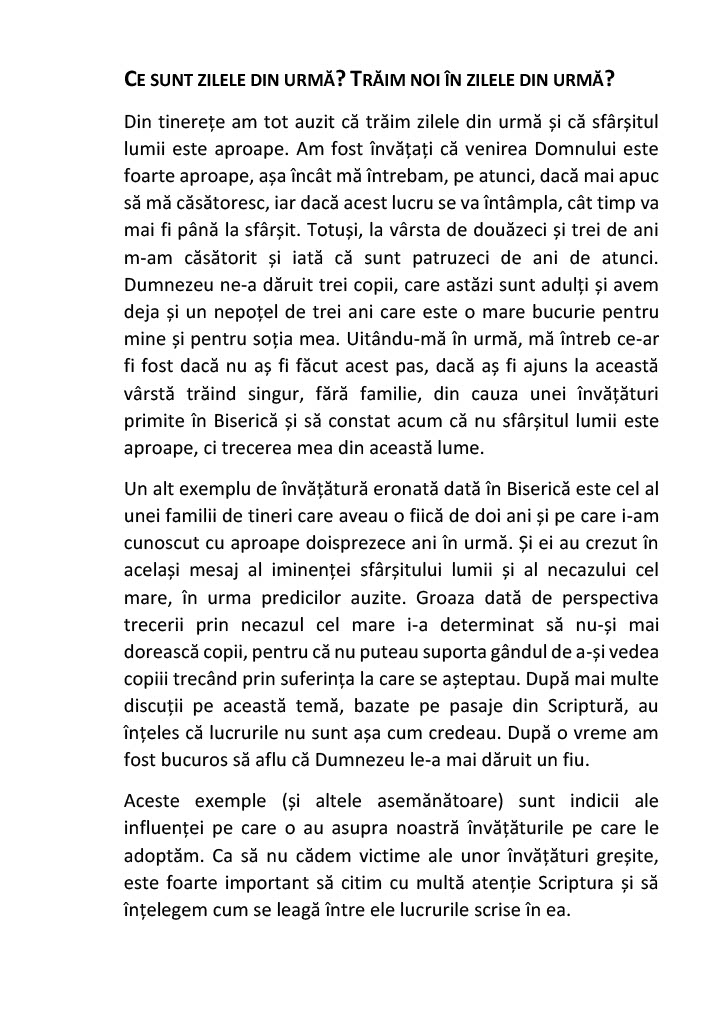 CE SUNT ZILELE DIN URMĂ? TRĂIM NOI ÎN ZILELE DIN URMĂ?
Din tinerețe am tot auzit că trăim zilele din urmă și că sfârșitul
lumii este aproape. Am fost învățați că venirea Domnului este
foarte aproape, așa încât mă întrebam, pe atunci, dacă mai apuc
să mă căsătoresc, iar dacă acest lucru se va întâmpla, cât timp va
mai fi până la sfârșit. Totuși, la vârsta de douăzeci și trei de ani
m-am căsătorit și iată că sunt patruzeci de ani de atunci.
Dumnezeu ne-a dăruit trei copii, care astăzi sunt adulți și avem
deja și un nepoțel de trei ani care este o mare bucurie pentru
mine și pentru soția mea. Uitându-mă în urmă, mă întreb ce-ar
fi fost dacă nu aș fi făcut acest pas, dacă aș fi ajuns la această
vârstă trăind singur, fără familie, din cauza unei învățături
primite în Biserică și să constat acum că nu sfârșitul lumii este
aproape, ci trecerea mea din această lume.
Un alt exemplu de învățătură eronată dată în Biserică este cel al
unei familii de tineri care aveau o fiică de doi ani și pe care i-am
cunoscut cu aproape doisprezece ani în urmă. Și ei au crezut în
același mesaj al iminenței sfârșitului lumii și al necazului cel
mare, în urma predicilor auzite. Groaza dată de perspectiva
trecerii prin necazul cel mare i-a determinat să nu-și mai
dorească copii, pentru că nu puteau suporta gândul de a-și vedea
copiii trecând prin suferința la care se așteptau. După mai multe
discuții pe această temă, bazate pe pasaje din Scriptură, au
înțeles că lucrurile nu sunt așa cum credeau. După o vreme am
fost bucuros să aflu că Dumnezeu le-a mai dăruit un fiu.
Aceste exemple (și altele asemănătoare) sunt indicii ale
influenței pe care o au asupra noastră învățăturile pe care le
adoptăm. Ca să nu cădem victime ale unor învățături greșite,
este foarte important să citim cu multă atenție Scriptura și să
înțelegem cum se leagă între ele lucrurile scrise în ea.